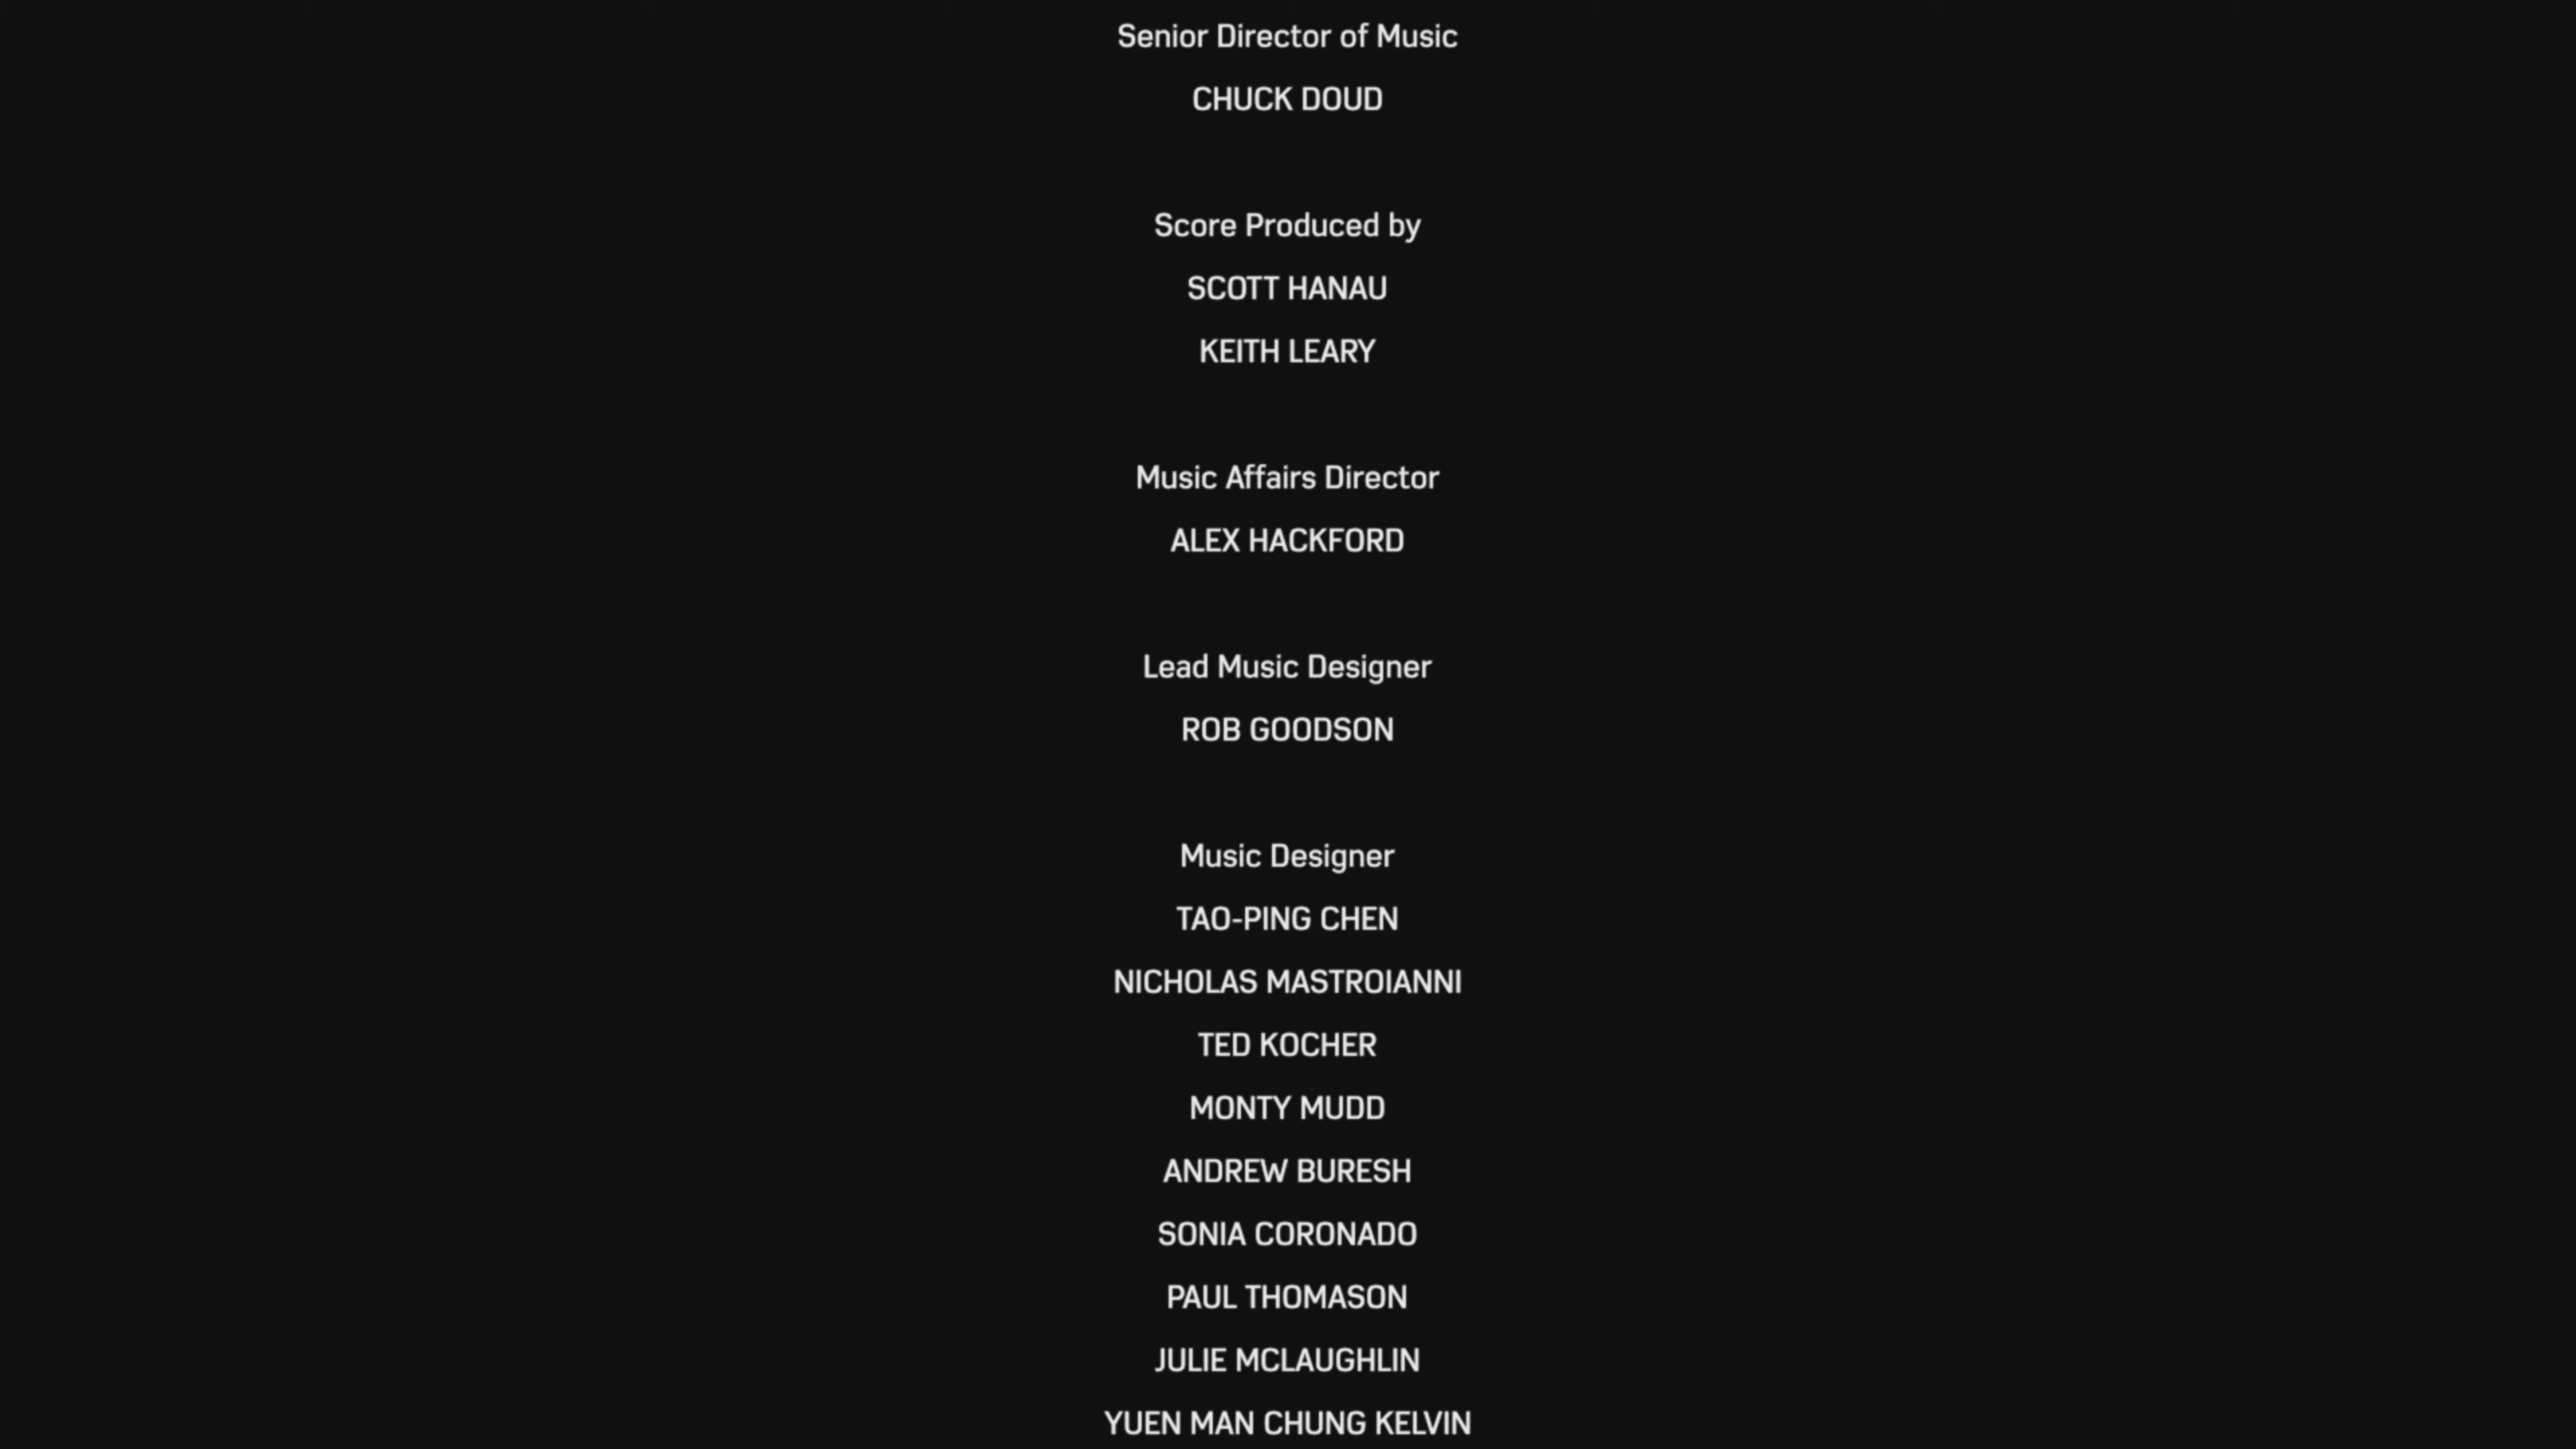 Senior Director of Music
CHUCK DOUD
Score Produced by
SCOTT HANAU
KEITH LEARY
Music Affairs Director
ALEX HACKFORD
Lead Music Designer
ROB GOODSON
Music Designer
TAO-PING CHEN
NICHOLAS MASTROIANNI
TED KOCHER
MONTY MUDD
ANDREW BURESH
SONIA CORONADO
PAUL THOMASON
JULIE MCLAUGHLIN
YUEN MAN CHUNG KELVIN